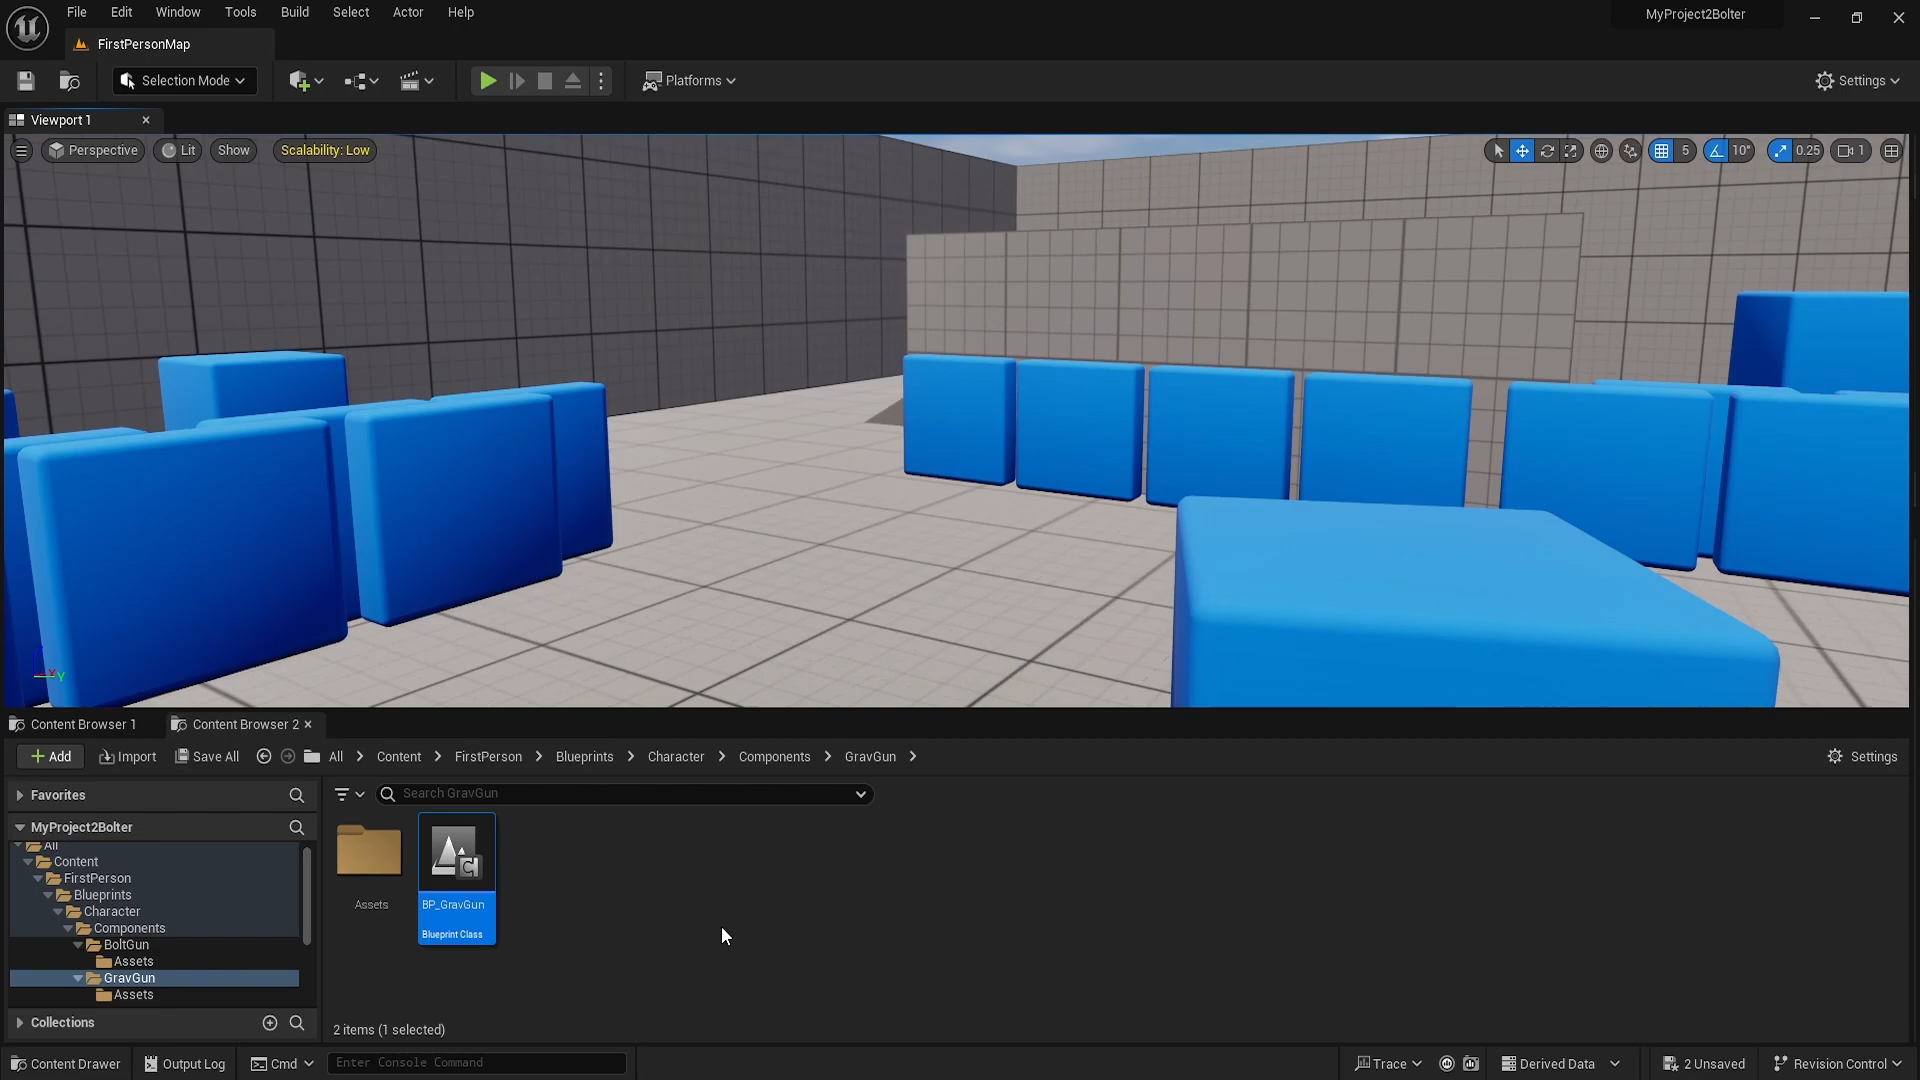 File Edit Window Tools Build Select Actor Help
MyProject2Bolter
FirstPersonMap
Selection Mode
Platforms
Settings
Viewport 1
Perspective Lit Show Scalability: Low
5 10° 0.25 1
Y
Content Browser 1 Content Browser 2
Add Import Save All All Content FirstPerson Blueprints Character Components GravGun Settings
Favorites
Search GravGun
MyProject2Bolter
All
Content
FirstPerson
Blueprints
Character
Components
BoltGun
Assets
GravGun
Assets
Collections
Assets
BP_GravGun
Blueprint Class
2 items (1 selected)
Content Drawer Output Log Cmd Enter Console Command Trace Derived Data 2 Unsaved Revision Control